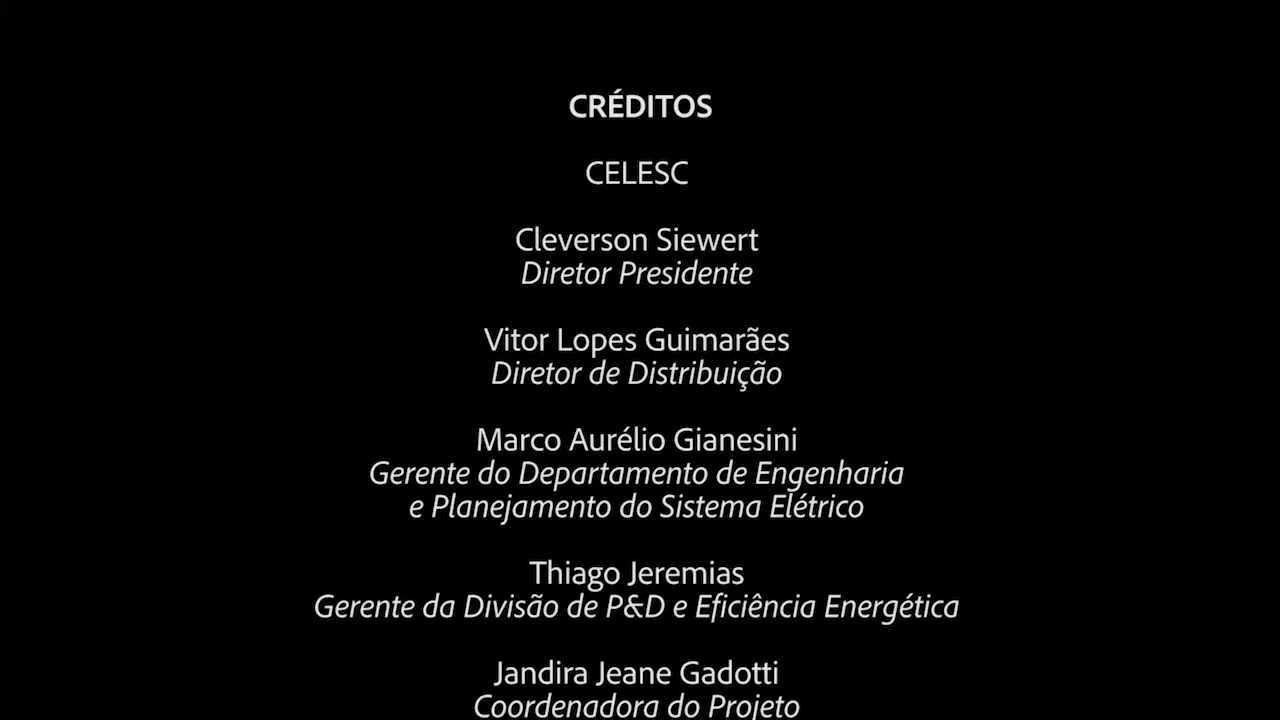 CRÉDITOS
CELESC
Cleverson Siewert
Diretor Presidente
Vitor Lopes Guimarães
Diretor de Distribuição
Marco Aurélio Gianesini
Gerente do Departamento de Engenharia
e Planejamento do Sistema Elétrico
Thiago Jeremias
Gerente da Divisão de P&D e Eficiência Energética
Jandira Jeane Gadotti
Coordenadora do Projeto